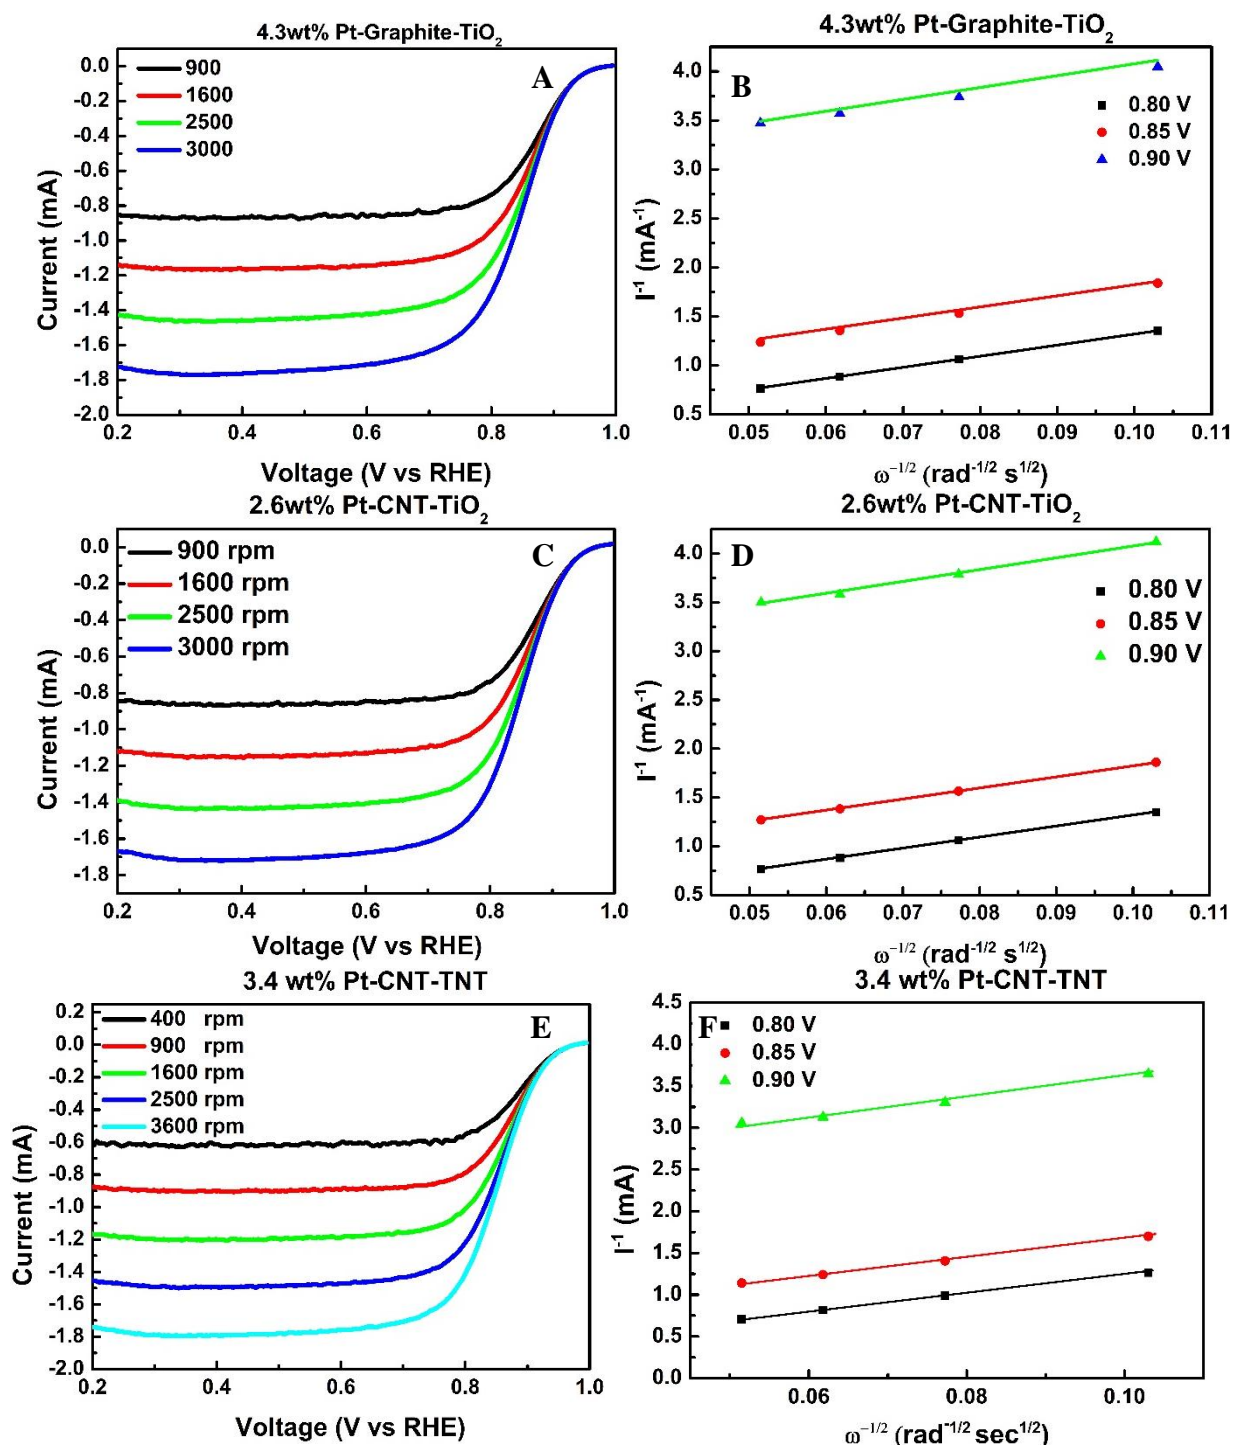 4.3wt% Pt-Graphite-TiO2
A
900
1600
2500
3000
0.0
-0.2
-0.4
-0.6
-0.8
-1.0
-1.2
-1.4
-1.6
-1.8
-2.0
0.2 0.4 0.6 0.8 1.0
Current (mA)
Voltage (V vs RHE)
4.3wt% Pt-Graphite-TiO2
B
0.80 V
0.85 V
0.90 V
4.0
3.5
3.0
2.5
2.0
1.5
1.0
0.5
0.05 0.06 0.07 0.08 0.09 0.10 0.11
I-1 (mA-1)
ω−1/2 (rad-1/2 s1/2)
2.6wt% Pt-CNT-TiO2
C
900 rpm
1600 rpm
2500 rpm
3000 rpm
0.0
-0.2
-0.4
-0.6
-0.8
-1.0
-1.2
-1.4
-1.6
-1.8
0.2 0.4 0.6 0.8 1.0
Current (mA)
Voltage (V vs RHE)
2.6wt% Pt-CNT-TiO2
D
0.80 V
0.85 V
0.90 V
4.0
3.5
3.0
2.5
2.0
1.5
1.0
0.5
0.05 0.06 0.07 0.08 0.09 0.10 0.11
I-1 (mA-1)
ω−1/2 (rad-1/2 s1/2)
3.4 wt% Pt-CNT-TNT
E
400 rpm
900 rpm
1600 rpm
2500 rpm
3600 rpm
0.2
0.0
-0.2
-0.4
-0.6
-0.8
-1.0
-1.2
-1.4
-1.6
-1.8
-2.0
0.2 0.4 0.6 0.8 1.0
Current (mA)
Voltage (V vs RHE)
3.4 wt% Pt-CNT-TNT
F
0.80 V
0.85 V
0.90 V
4.5
4.0
3.5
3.0
2.5
2.0
1.5
1.0
0.5
0.0
0.06 0.08 0.10
I-1 (mA)
ω−1/2 (rad-1/2 sec1/2)